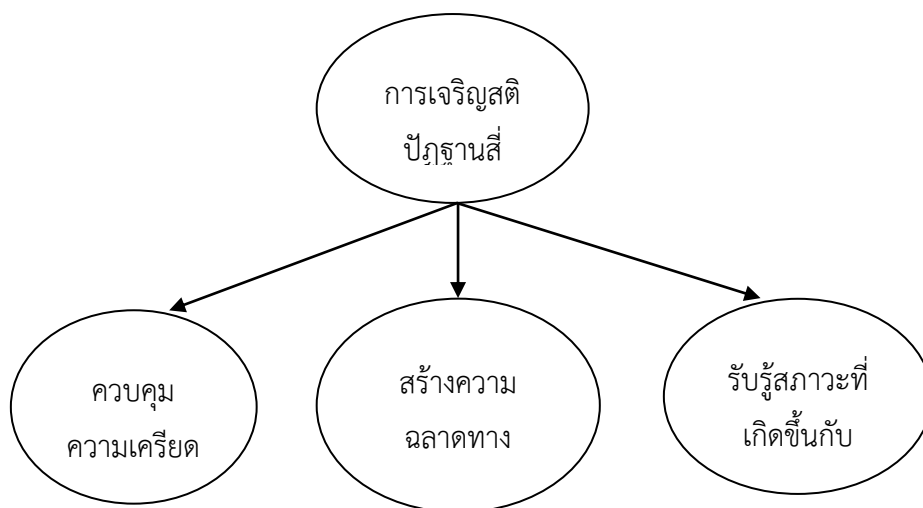 การเจริญสติ
ปัฏฐานสี่
ควบคุม
ความเครียด
สร้างความ
ฉลาดทาง
รับรู้สภาวะที่
เกิดขึ้นกับ